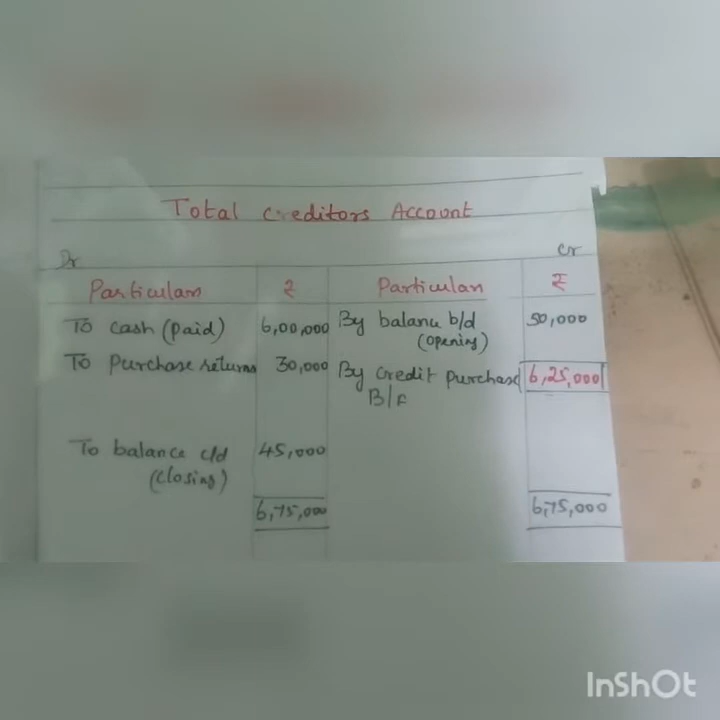 Total Creditors Account
Dr Cr
Particulars ₹ Particulars ₹
To cash (paid) 6,00,000 By balance b/d 50,000
(opening)
To Purchase returns 30,000 By credit purchase 6,25,000
B/f
To balance c/d 45,000
(closing)
6,75,000 6,75,000
InShOt